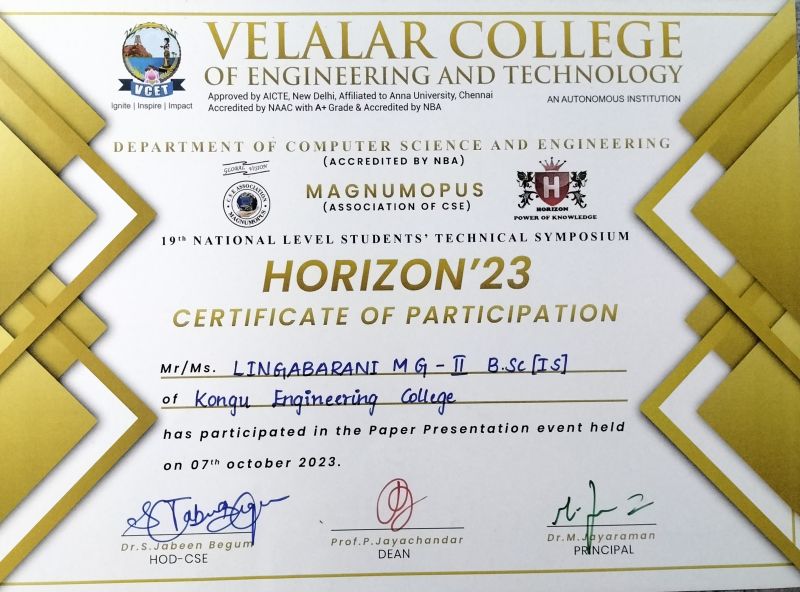 VELALAR COLLEGE
OF ENGINEERING AND TECHNOLOGY
VCET
Ignite | Inspire | Impact
Approved by AICTE, New Delhi, Affiliated to Anna University, Chennai
Accredited by NAAC with A+ Grade & Accredited by NBA
AN AUTONOMOUS INSTITUTION
DEPARTMENT OF COMPUTER SCIENCE AND ENGINEERING
(ACCREDITED BY NBA)
GLOBAL VISION
C.S.E ASSOCIATION
MAGNUMOPUS
MAGNUMOPUS
(ASSOCIATION OF CSE)
H
HORIZON
POWER OF KNOWLEDGE
19th NATIONAL LEVEL STUDENTS' TECHNICAL SYMPOSIUM
HORIZON'23
CERTIFICATE OF PARTICIPATION
Mr/Ms. LINGABARANI M G - II B.Sc [IS]
of Kongu Engineering College
has participated in the Paper Presentation event held
on 07th october 2023.
Dr.S.Jabeen Begum
HOD-CSE
Prof.P.Jayachandar
DEAN
Dr.M.Jayaraman
PRINCIPAL